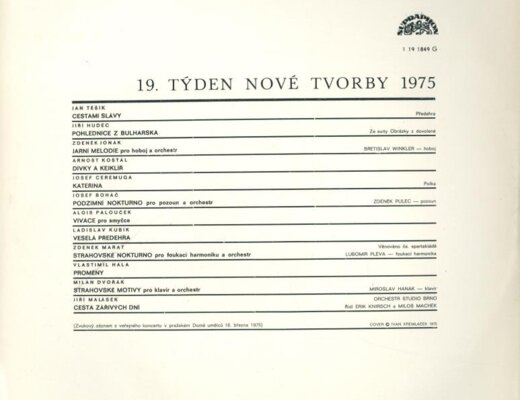 SUPRAPHON
1 19 1849 G
19. TÝDEN NOVÉ TVORBY 1975
JAN TESIK
CESTAMI SLÁVY Předehra
JIŘÍ HUDEC
POHLEDNICE Z BULHARSKA Ze suity Obrázky z dovolené
ZDENEK JONÁK
JARNÍ MELODIE pro hoboj a orchestr BRETISLAV WINKLER — hoboj
ARNOŠT KOŠŤÁL
DÍVKY A KEJKLÍŘ
JOSEF CEREMUGA
KATEŘINA Polka
JOSEF BOHÁČ
PODZIMNÍ NOKTURNO pro pozoun a orchestr ZDENĚK PULEC — pozoun
ALOIS PALOUČEK
VIVACE pro smyčce
LADISLAV KUBÍK
VESELÁ PŘEDEHRA
ZDENEK MARAT Věnováno čs. spartakiádě
STRAHOVSKÉ NOKTURNO pro foukací harmoniku a orchestr LUBOMÍR PLEVA — foukací harmonika
VLASTIMIL HÁLA
PROMĚNY
MILAN DVOŘÁK
STRAHOVSKÉ MOTIVY pro klavír a orchestr MIROSLAV HANÁK — klavír
JIŘÍ MALÁSEK ORCHESTR STUDIO BRNO
CESTA ZÁŘIVÝCH DNÍ Řídí ERIK KNIRSCH a MILOŠ MACHEK
(Zvukový záznam z veřejného koncertu v pražském Domě umělců 16. března 1975) COVER © IVAN KREMLÁČEK 1975